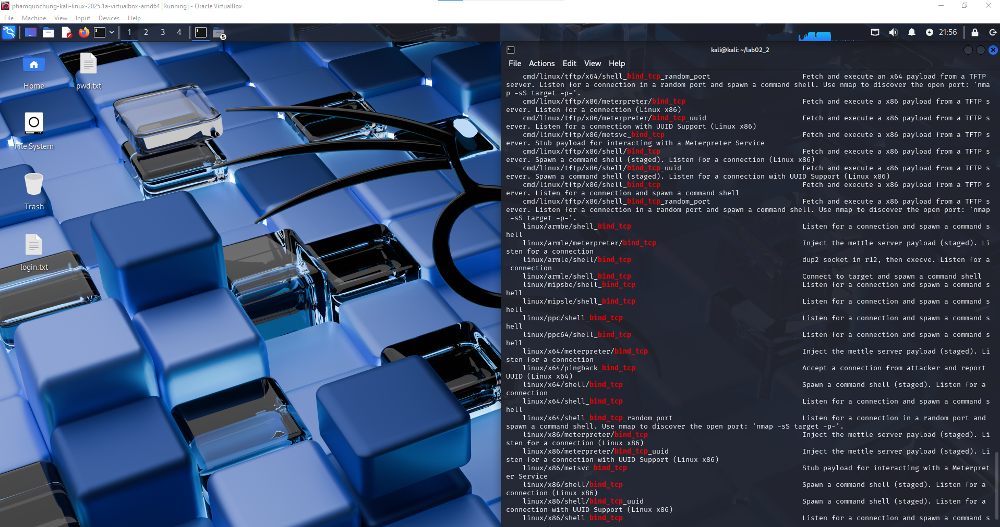 phamquochung-kali-linux-2025.1a-virtualbox-amd64 [Running] - Oracle VirtualBox
File Machine View Input Devices Help
1 2 3 4 5 21:56
Home
pwd.txt
File System
Trash
login.txt
kali@kali: ~/lab02_2
File Actions Edit View Help
cmd/linux/tftp/x64/shell_bind_tcp_random_port Fetch and execute an x64 payload from a TFTP
server. Listen for a connection in a random port and spawn a command shell. Use nmap to discover the open port: 'nma
p -sS target -p-'.
cmd/linux/tftp/x86/meterpreter/bind_tcp Fetch and execute a x86 payload from a TFTP s
erver. Listen for a connection (Linux x86)
cmd/linux/tftp/x86/meterpreter/bind_tcp_uuid Fetch and execute a x86 payload from a TFTP s
erver. Listen for a connection with UUID Support (Linux x86)
cmd/linux/tftp/x86/metsvc_bind_tcp Fetch and execute a x86 payload from a TFTP s
erver. Stub payload for interacting with a Meterpreter Service
cmd/linux/tftp/x86/shell/bind_tcp Fetch and execute a x86 payload from a TFTP s
erver. Spawn a command shell (staged). Listen for a connection (Linux x86)
cmd/linux/tftp/x86/shell/bind_tcp_uuid Fetch and execute a x86 payload from a TFTP s
erver. Spawn a command shell (staged). Listen for a connection with UUID Support (Linux x86)
cmd/linux/tftp/x86/shell_bind_tcp Fetch and execute a x86 payload from a TFTP s
erver. Listen for a connection and spawn a command shell
cmd/linux/tftp/x86/shell_bind_tcp_random_port Fetch and execute a x86 payload from a TFTP s
erver. Listen for a connection in a random port and spawn a command shell. Use nmap to discover the open port: 'nmap
-sS target -p-'.
linux/armbe/shell_bind_tcp Listen for a connection and spawn a command s
hell
linux/armle/meterpreter/bind_tcp Inject the mettle server payload (staged). Li
sten for a connection
linux/armle/shell/bind_tcp dup2 socket in r12, then execve. Listen for a
connection
linux/armle/shell_bind_tcp Connect to target and spawn a command shell
linux/mipsbe/shell_bind_tcp Listen for a connection and spawn a command s
hell
linux/mipsle/shell_bind_tcp Listen for a connection and spawn a command s
hell
linux/ppc/shell_bind_tcp Listen for a connection and spawn a command s
hell
linux/ppc64/shell_bind_tcp Listen for a connection and spawn a command s
hell
linux/x64/meterpreter/bind_tcp Inject the mettle server payload (staged). Li
sten for a connection
linux/x64/pingback_bind_tcp Accept a connection from attacker and report
UUID (Linux x64)
linux/x64/shell/bind_tcp Spawn a command shell (staged). Listen for a
connection
linux/x64/shell_bind_tcp Listen for a connection and spawn a command s
hell
linux/x64/shell_bind_tcp_random_port Listen for a connection in a random port and
spawn a command shell. Use nmap to discover the open port: 'nmap -sS target -p-'.
linux/x86/meterpreter/bind_tcp Inject the mettle server payload (staged). Li
sten for a connection (Linux x86)
linux/x86/meterpreter/bind_tcp_uuid Inject the mettle server payload (staged). Li
sten for a connection with UUID Support (Linux x86)
linux/x86/metsvc_bind_tcp Stub payload for interacting with a Meterpret
er Service
linux/x86/shell/bind_tcp Spawn a command shell (staged). Listen for a
connection (Linux x86)
linux/x86/shell/bind_tcp_uuid Spawn a command shell (staged). Listen for a
connection with UUID Support (Linux x86)
linux/x86/shell_bind_tcp Listen for a connection and spawn a command s